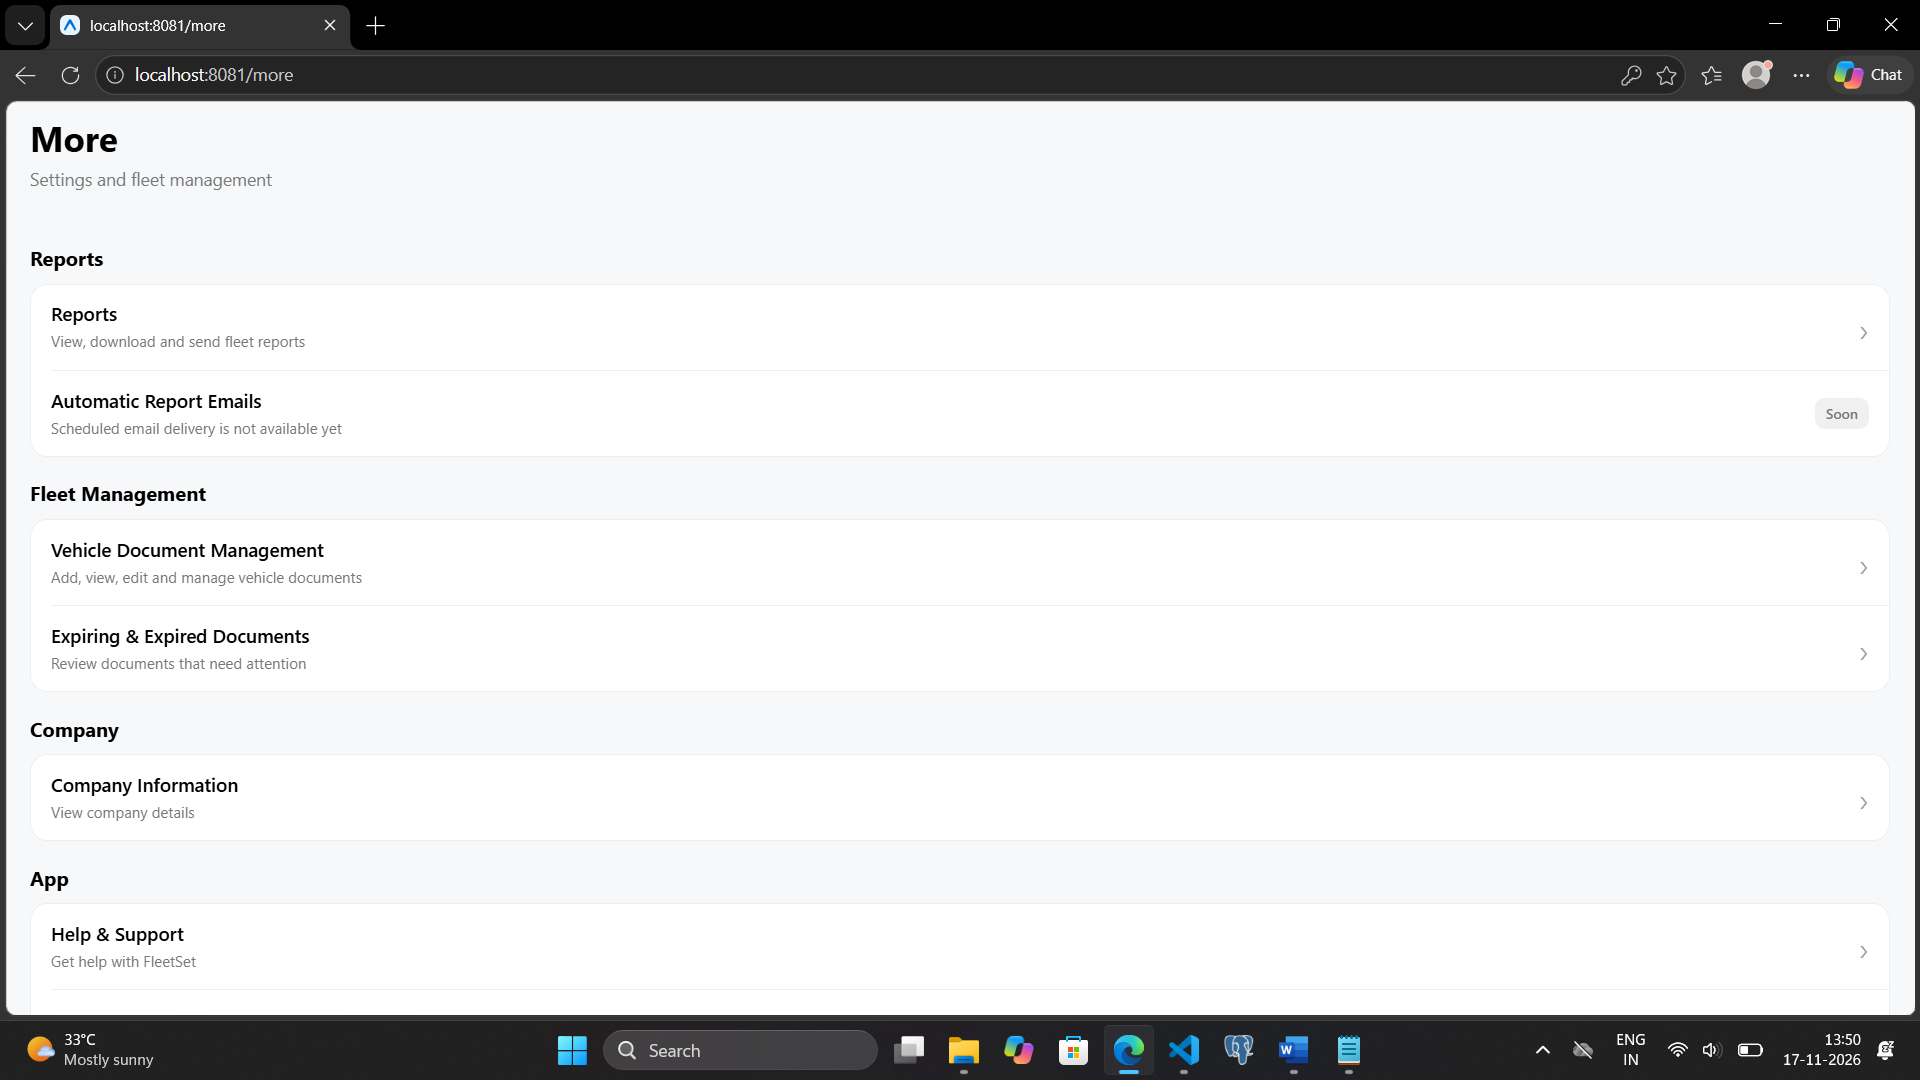 localhost:8081/more
localhost:8081/more
Chat
More
Settings and fleet management
Reports
Reports
View, download and send fleet reports
Automatic Report Emails
Scheduled email delivery is not available yet
Soon
Fleet Management
Vehicle Document Management
Add, view, edit and manage vehicle documents
Expiring & Expired Documents
Review documents that need attention
Company
Company Information
View company details
App
Help & Support
Get help with FleetSet
33°C
Mostly sunny
Search
ENG
IN
13:50
17-11-2026